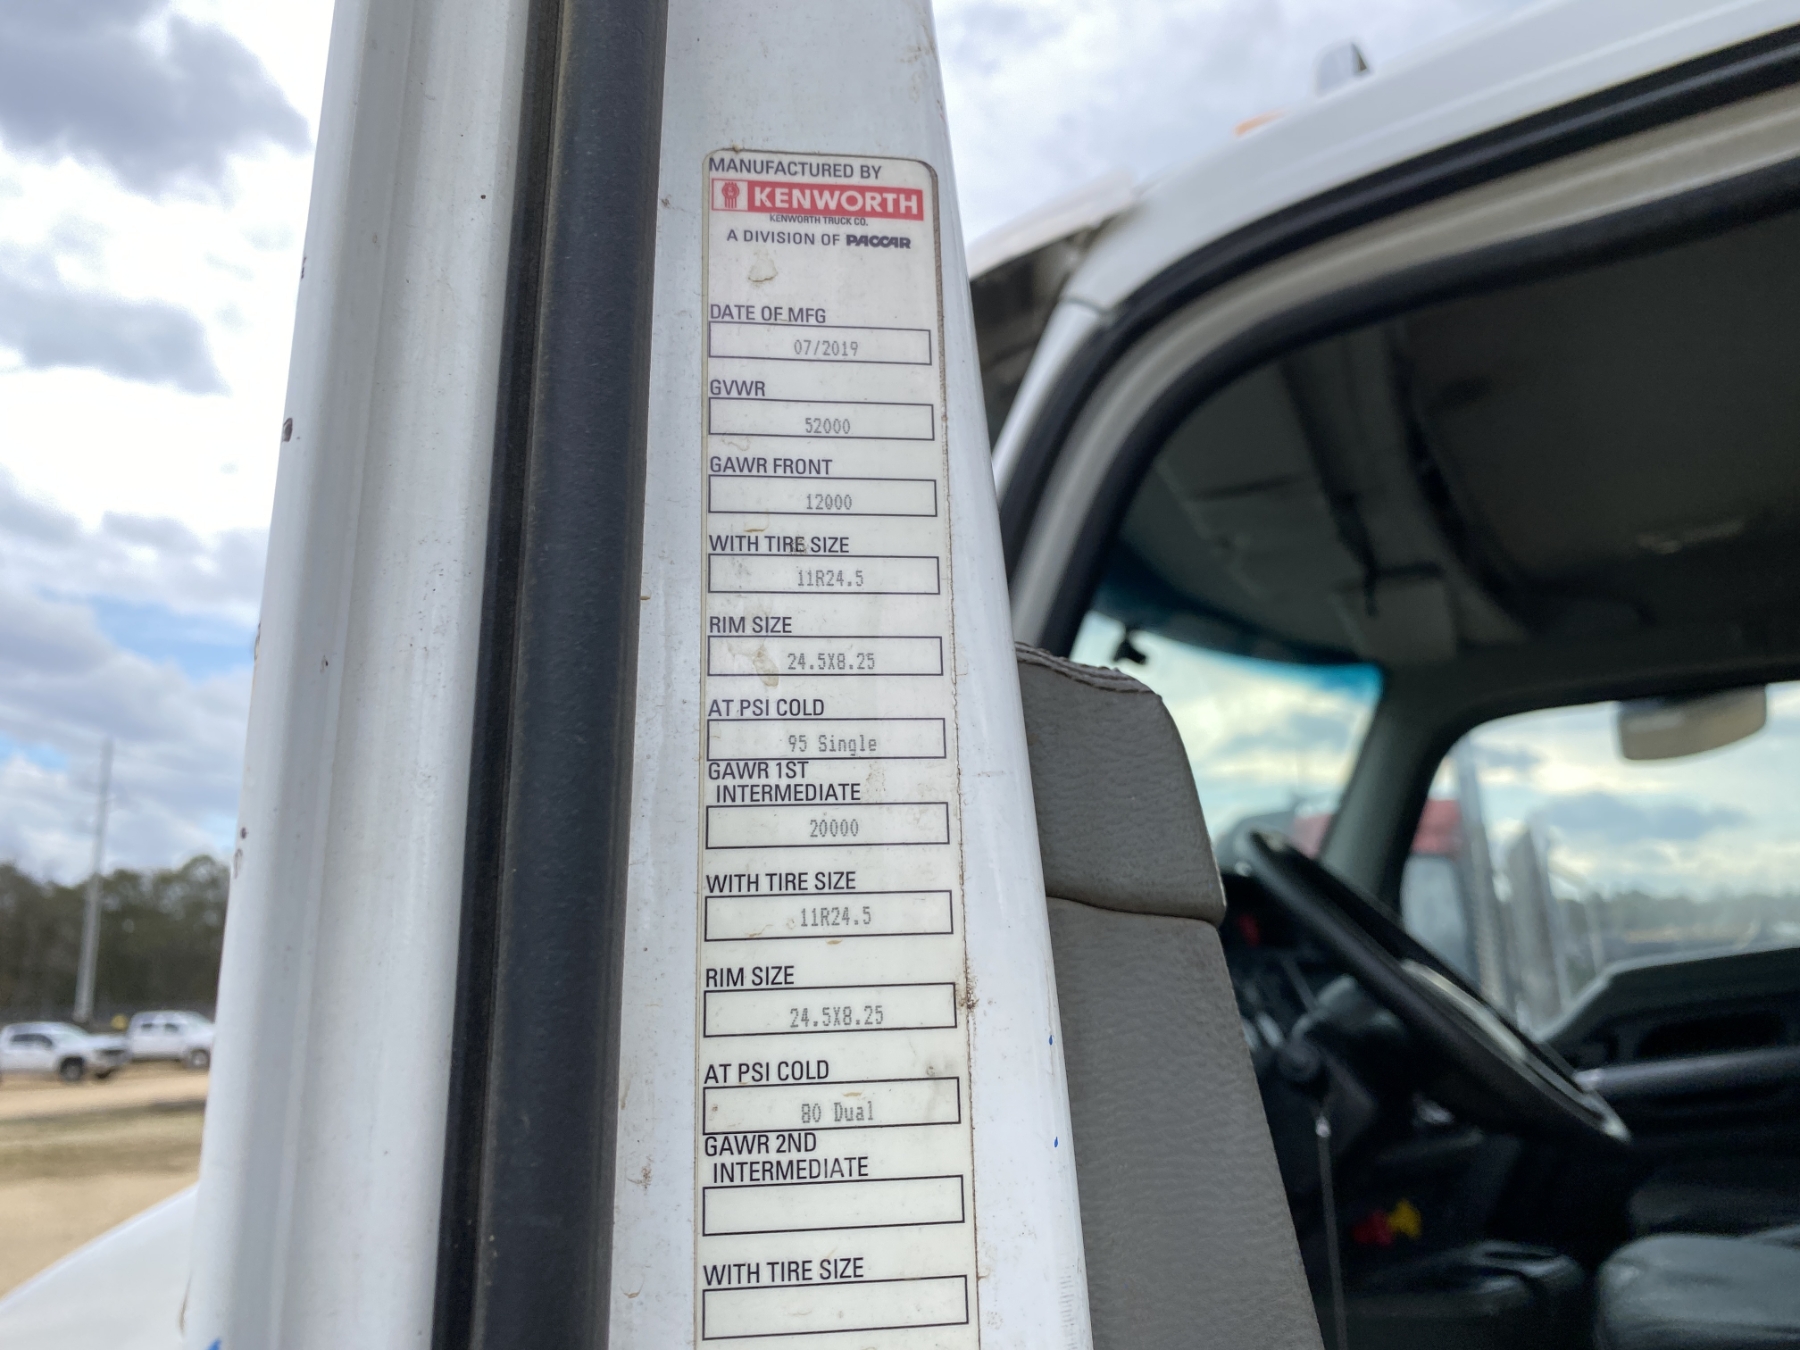 MANUFACTURED BY
KENWORTH
KENWORTH TRUCK CO.
A DIVISION OF PACCAR
DATE OF MFG
07/2019
GVWR
52000
GAWR FRONT
12000
WITH TIRE SIZE
11R24.5
RIM SIZE
24.5X8.25
AT PSI COLD
95 Single
GAWR 1ST
INTERMEDIATE
20000
WITH TIRE SIZE
11R24.5
RIM SIZE
24.5X8.25
AT PSI COLD
80 Dual
GAWR 2ND
INTERMEDIATE
WITH TIRE SIZE